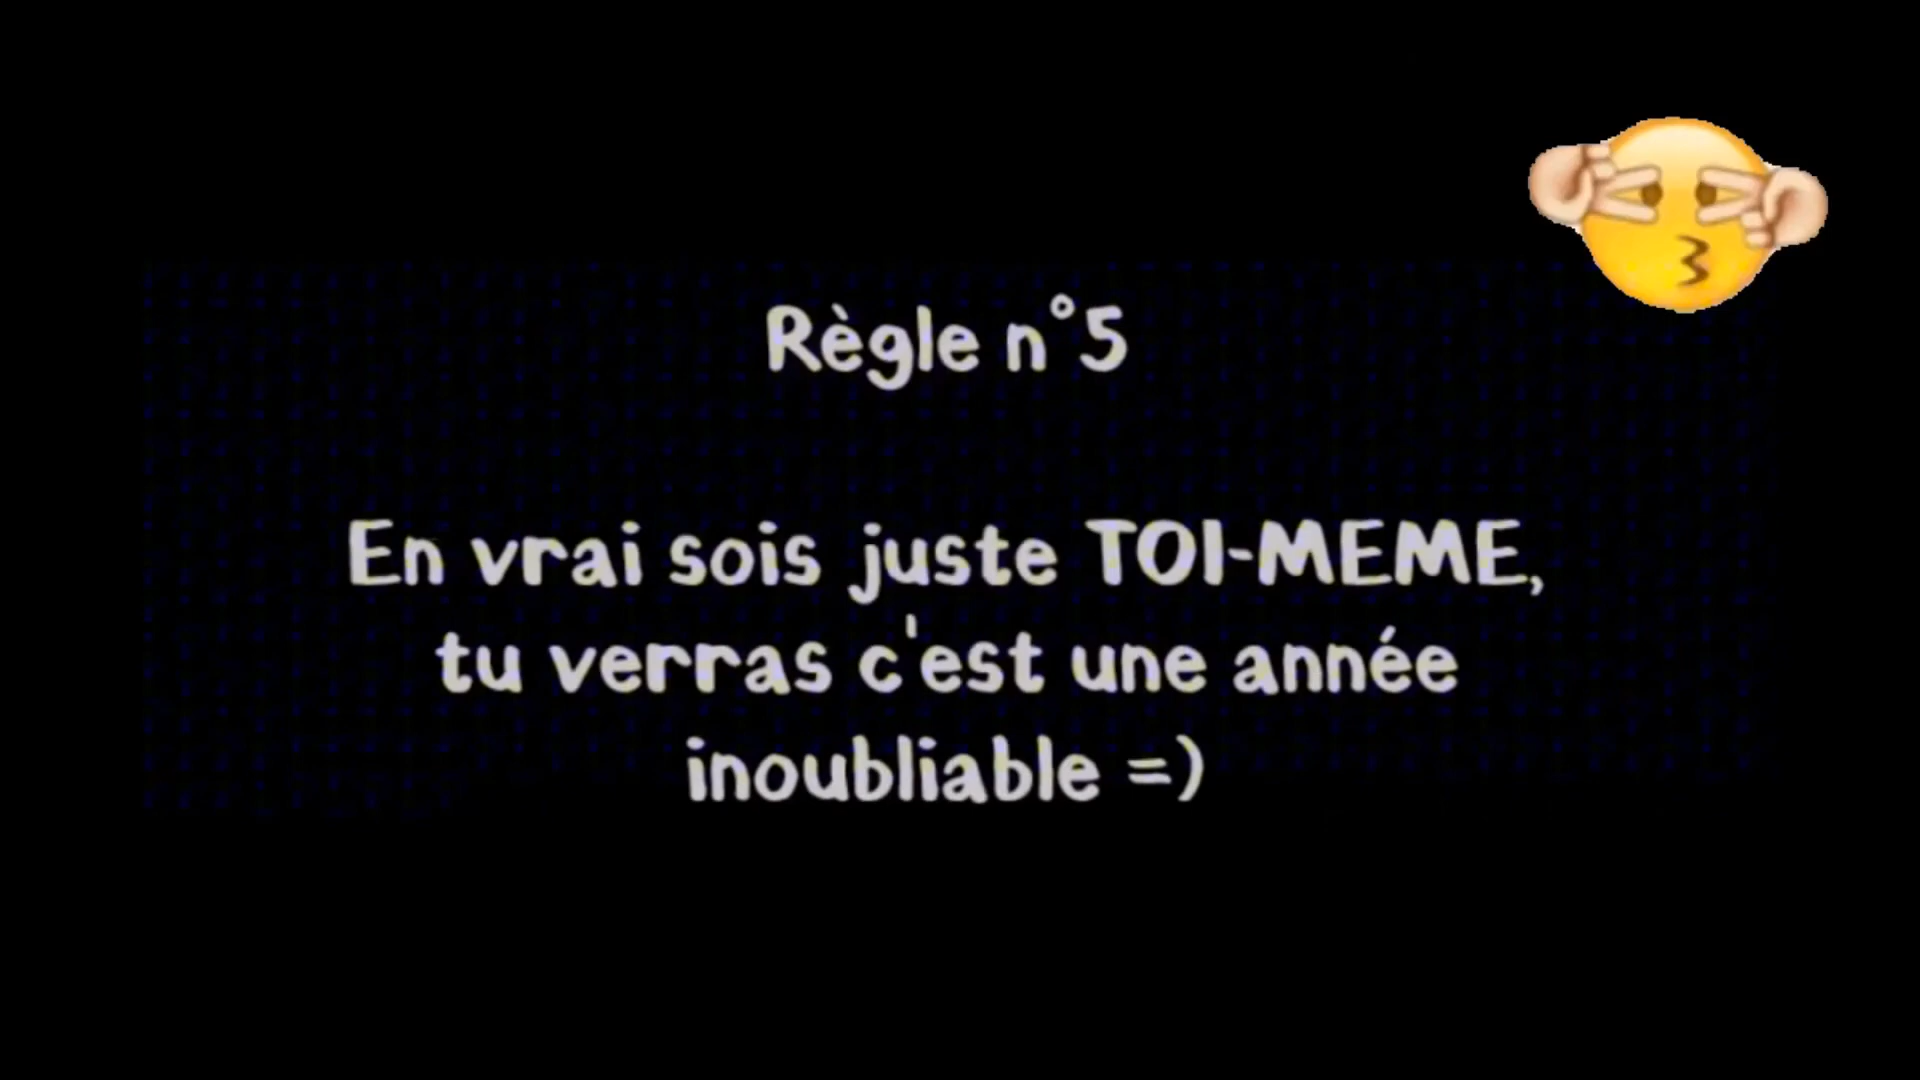 Règle n°5
En vrai sois juste TOI-MEME,
tu verras c'est une année
inoubliable =)